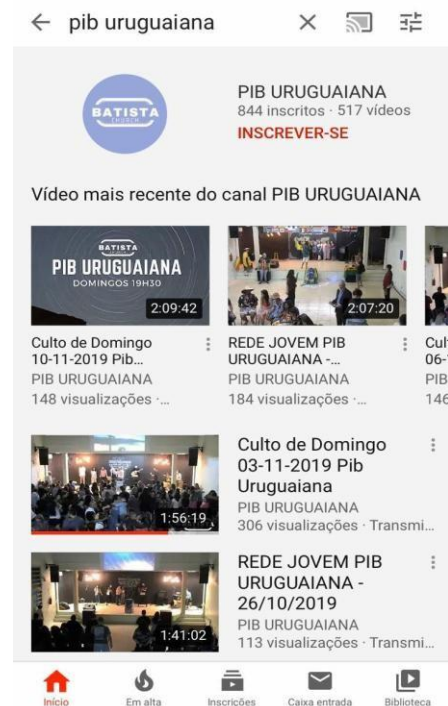 pib uruguaiana
BATISTA
CHURCH
PIB URUGUAIANA
844 inscritos · 517 vídeos
INSCREVER-SE
Vídeo mais recente do canal PIB URUGUAIANA
BATISTA
CHURCH
PIB URUGUAIANA
DOMINGOS 19H30
2:09:42
2:07:20
Culto de Domingo
10-11-2019 Pib...
PIB URUGUAIANA
148 visualizações ·...
REDE JOVEM PIB
URUGUAIANA -...
PIB URUGUAIANA
184 visualizações ·...
Cul
06-
PIB
146
1:56:19
Culto de Domingo
03-11-2019 Pib
Uruguaiana
PIB URUGUAIANA
306 visualizações · Transmi...
1:41:02
REDE JOVEM PIB
URUGUAIANA -
26/10/2019
PIB URUGUAIANA
113 visualizações · Transmi...
Início
Em alta
Inscrições
Caixa entrada
Biblioteca